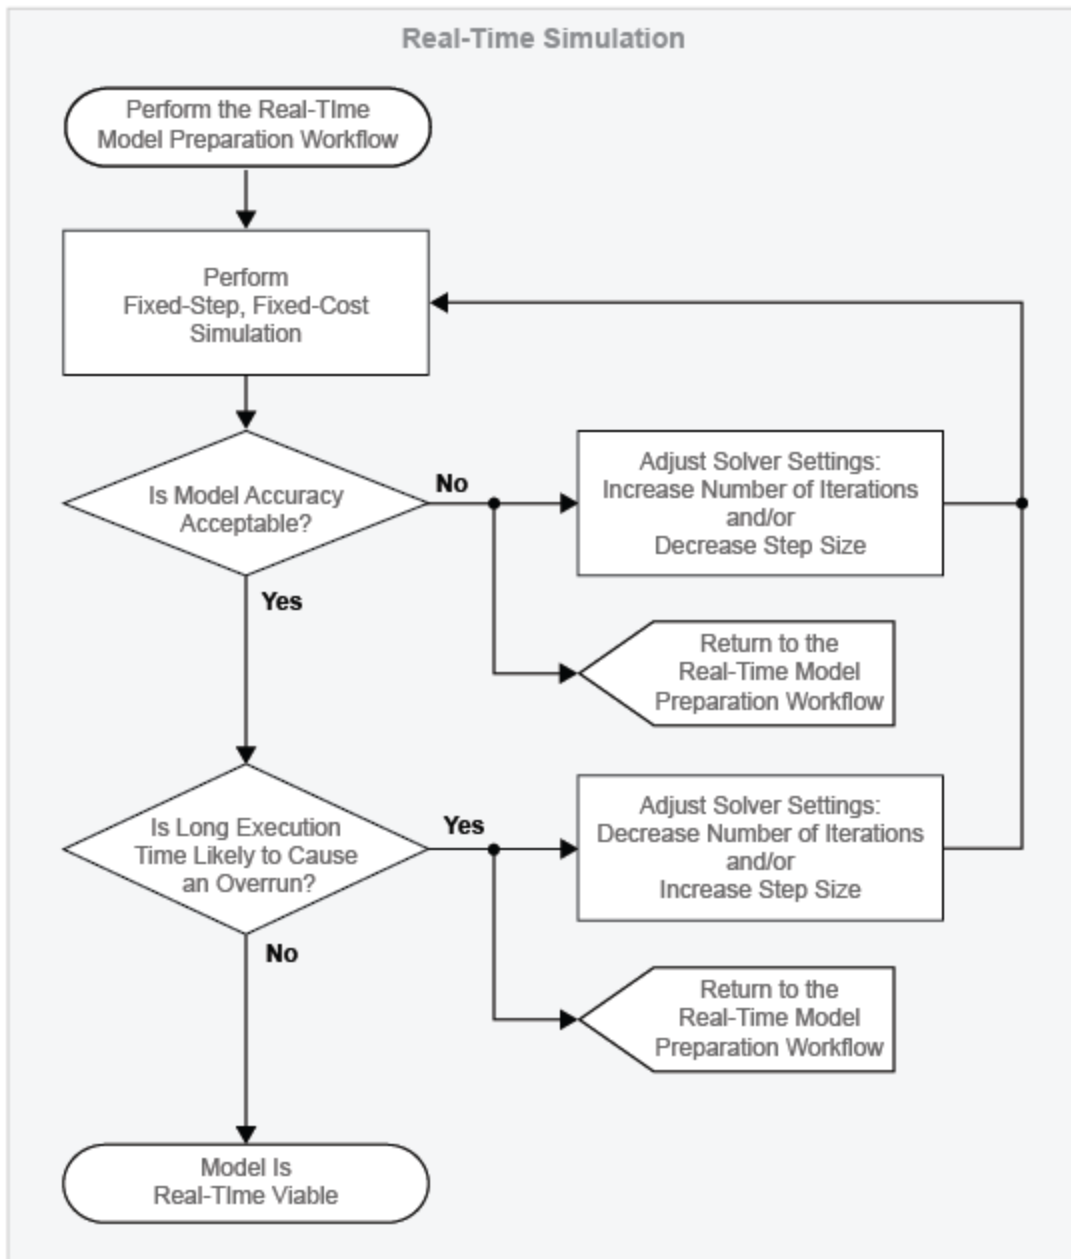 Real-Time Simulation
Perform the Real-TIme
Model Preparation Workflow
Perform
Fixed-Step, Fixed-Cost
Simulation
Is Model Accuracy
Acceptable?
No
Adjust Solver Settings:
Increase Number of Iterations
and/or
Decrease Step Size
Yes
Return to the
Real-Time Model
Preparation Workflow
Is Long Execution
Time Likely to Cause
an Overrun?
Yes
Adjust Solver Settings:
Decrease Number of Iterations
and/or
Increase Step Size
No
Return to the
Real-Time Model
Preparation Workflow
Model Is
Real-TIme Viable